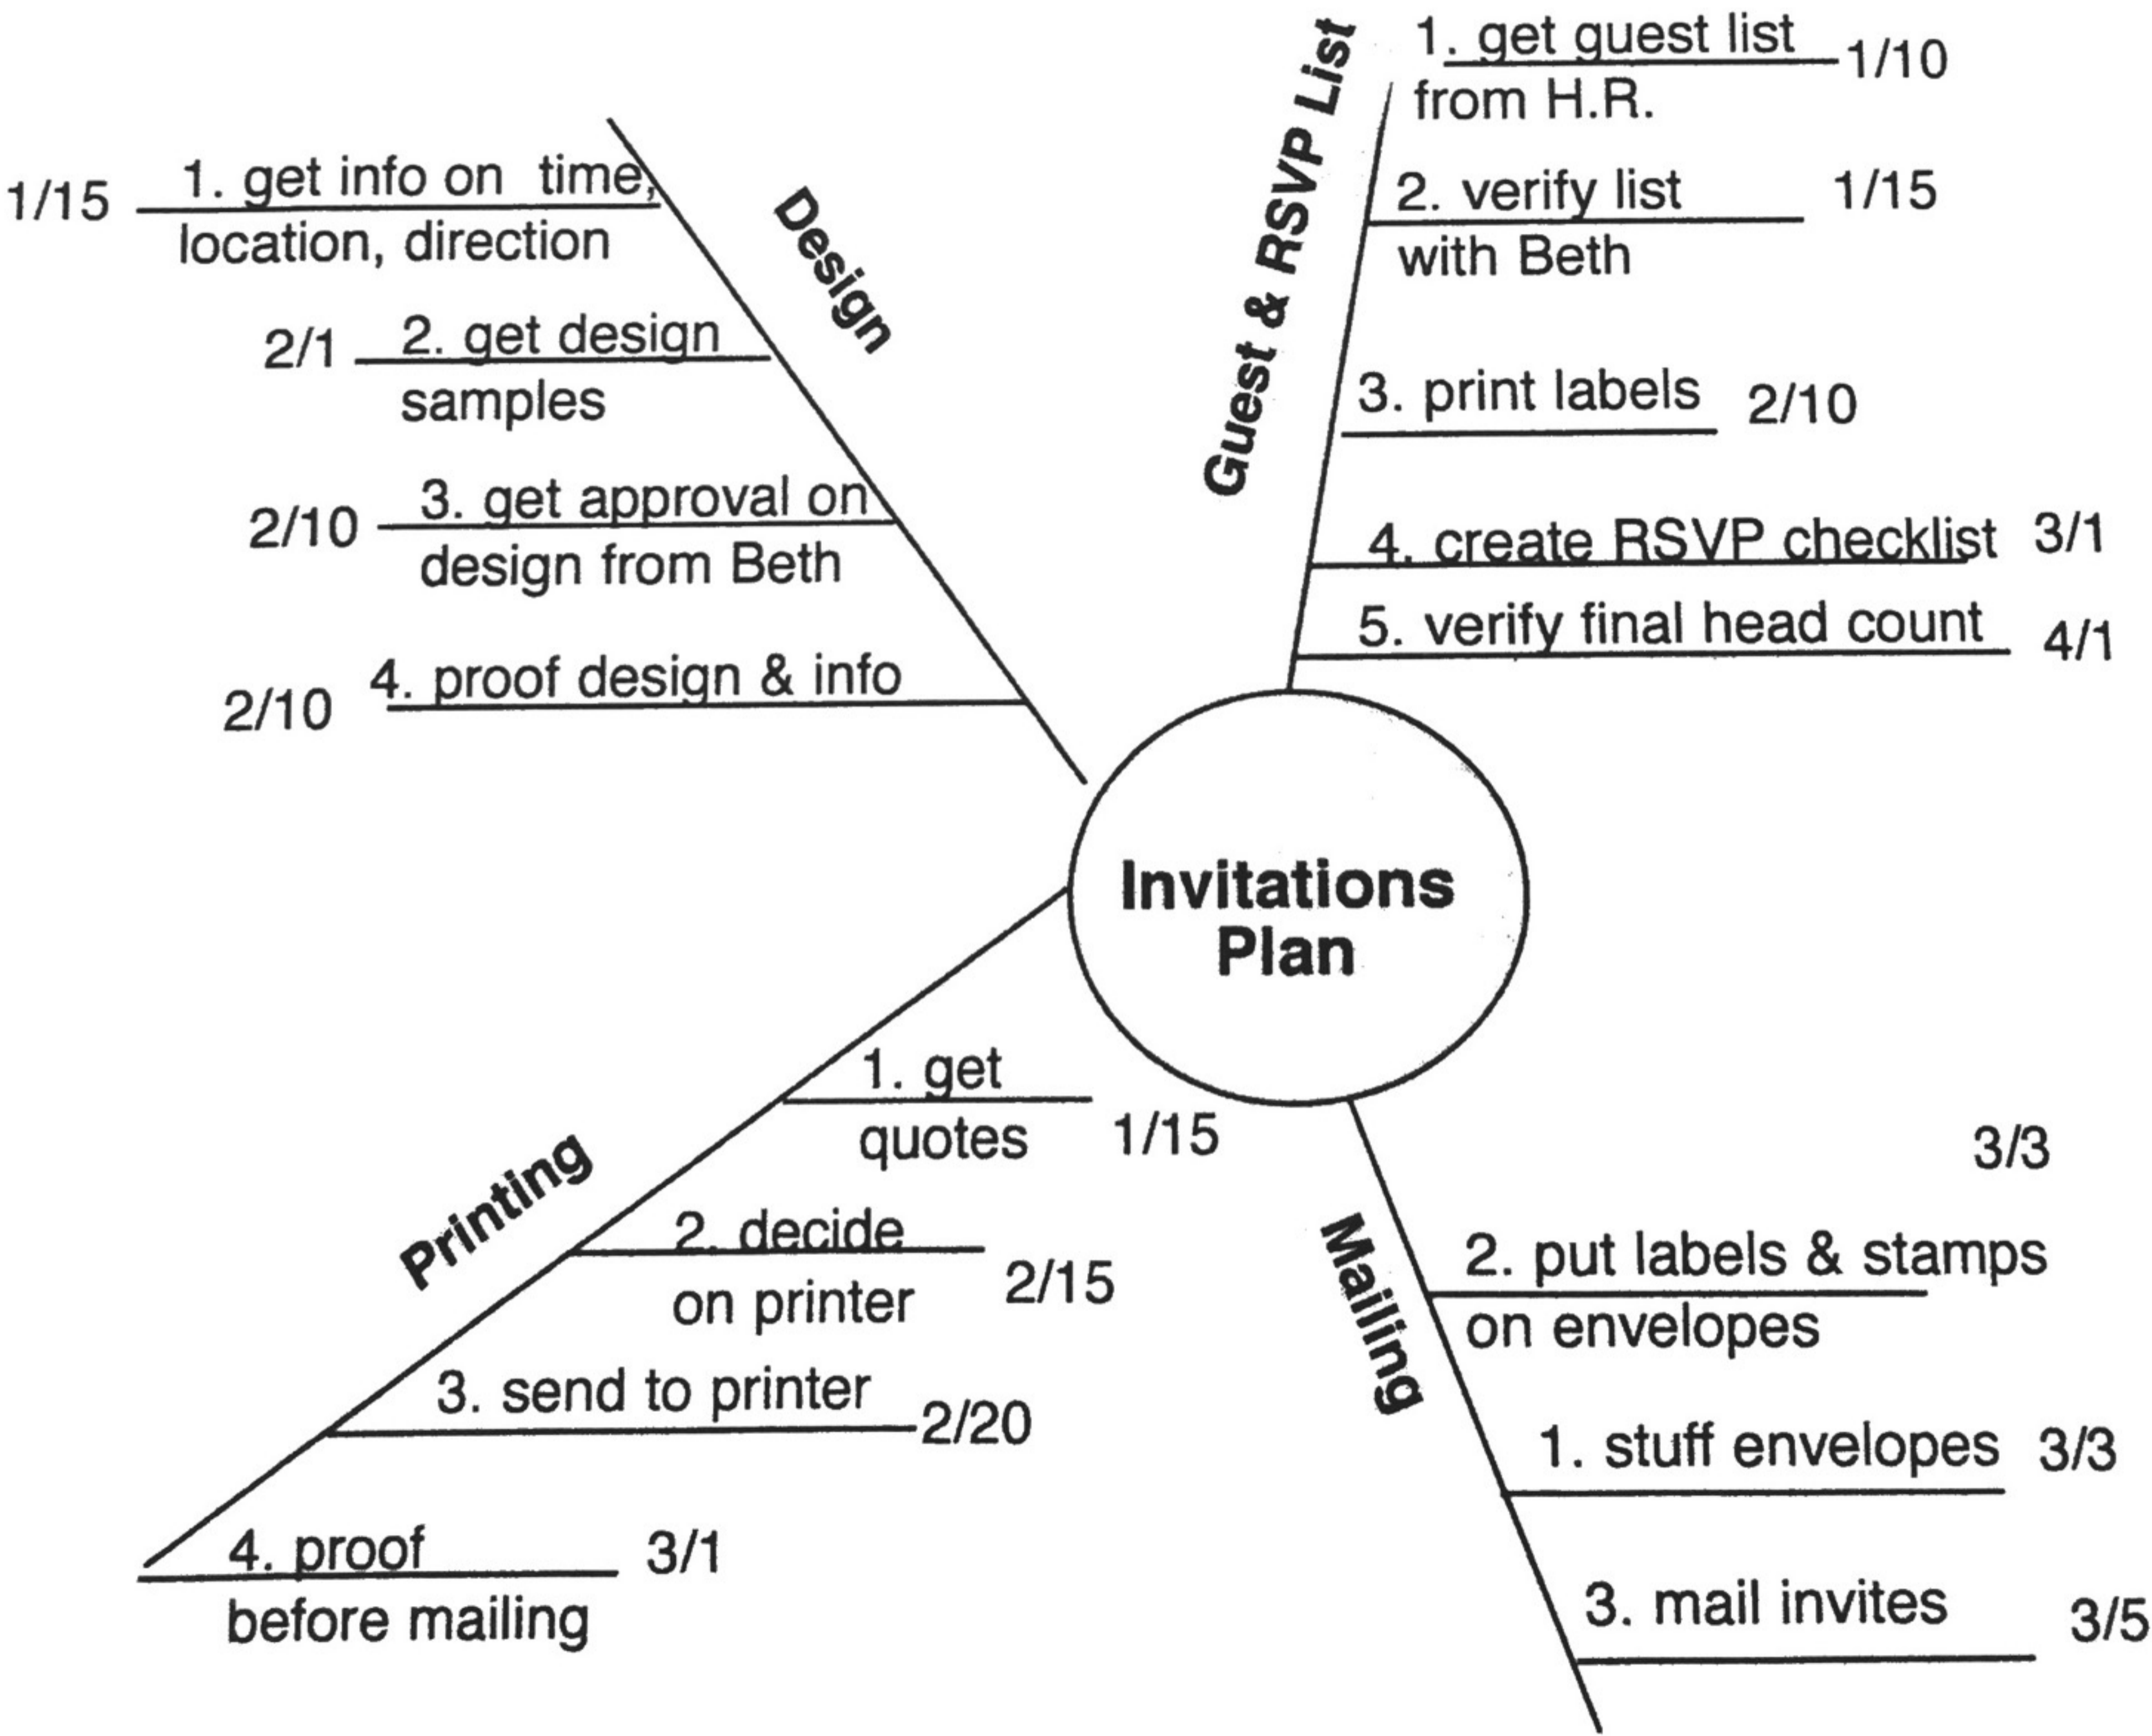 Design
1/15 1. get info on time,
location, direction
2/1 2. get design
samples
2/10 3. get approval on
design from Beth
2/10 4. proof design & info
Guest & RSVP List
1. get guest list 1/10
from H.R.
2. verify list 1/15
with Beth
3. print labels 2/10
4. create RSVP checklist 3/1
5. verify final head count 4/1
Invitations
Plan
Printing
1. get
quotes 1/15
2. decide
on printer 2/15
3. send to printer 2/20
4. proof 3/1
before mailing
Mailing
3/3
2. put labels & stamps
on envelopes
1. stuff envelopes 3/3
3. mail invites 3/5